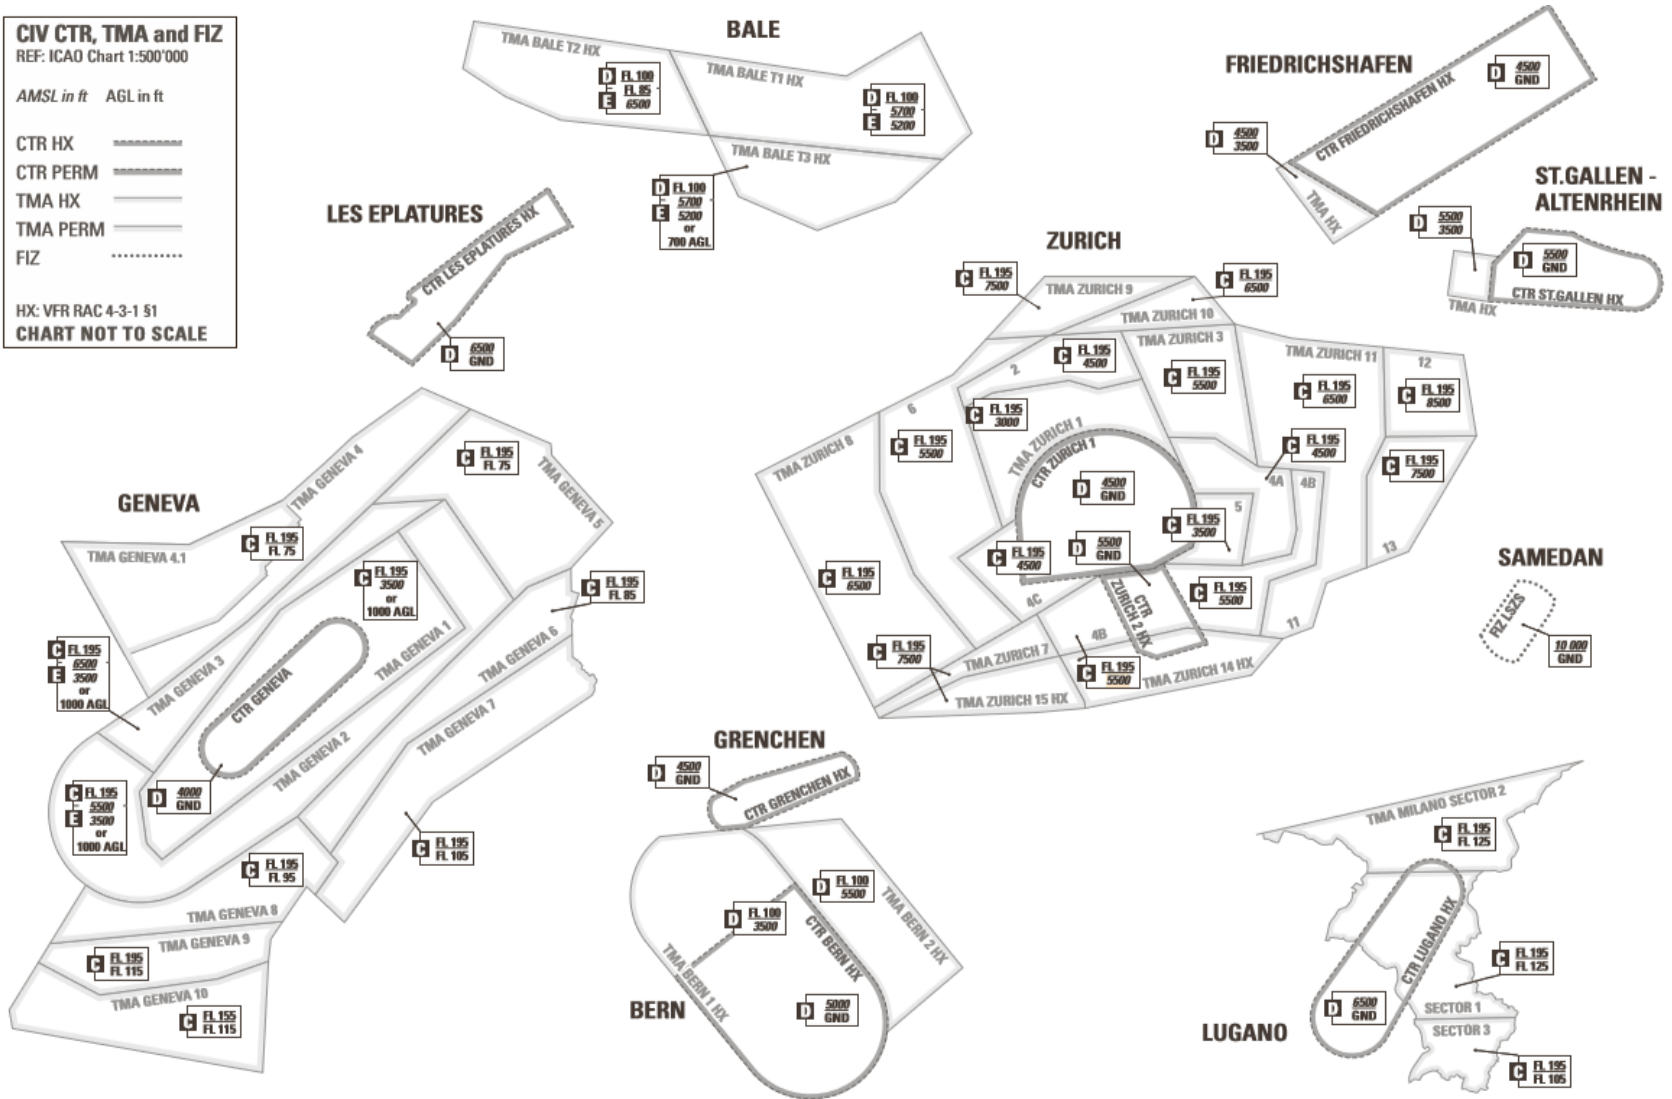 CIV CTR, TMA and FIZ
REF: ICAO Chart 1:500'000
AMSL in ft AGL in ft
CTR HX
CTR PERM
TMA HX
TMA PERM
FIZ
HX: VFR RAC 4-3-1 §1
CHART NOT TO SCALE
BALE
TMA BALE T2 HX
D FL 100
FL 85
E 6500
TMA BALE T1 HX
D FL 100
5700
E 5200
TMA BALE T3 HX
D FL 100
5700
E 5200
or
700 AGL
FRIEDRICHSHAFEN
CTR FRIEDRICHSHAFEN HX
D 4500
GND
D 4500
3500
TMA HX
ST.GALLEN -
ALTENRHEIN
D 5500
3500
D 5500
GND
CTR ST.GALLEN HX
TMA HX
LES EPLATURES
CTR LES EPLATURES HX
D 6500
GND
ZURICH
C FL 195
7500
TMA ZURICH 9
C FL 195
6500
TMA ZURICH 10
2
C FL 195
4500
TMA ZURICH 3
C FL 195
5500
TMA ZURICH 11
C FL 195
6500
12
C FL 195
8500
6
C FL 195
5500
C FL 195
3000
TMA ZURICH 1
CTR ZURICH 1
D 4500
GND
C FL 195
4500
4A
4B
C FL 195
7500
13
TMA ZURICH 8
C FL 195
6500
5
C FL 195
3500
D 5500
GND
C FL 195
4500
4C
CTR
ZURICH 2 HX
C FL 195
5500
11
4B
C FL 195
7500
TMA ZURICH 7
C FL 195
5500
TMA ZURICH 14 HX
TMA ZURICH 15 HX
SAMEDAN
FIZ LSZS
10 000
GND
GENEVA
TMA GENEVA 4
C FL 195
FL 75
TMA GENEVA 5
TMA GENEVA 4.1
C FL 195
FL 75
C FL 195
3500
or
1000 AGL
C FL 195
FL 85
TMA GENEVA 1
TMA GENEVA 6
C FL 195
6500
E 3500
or
1000 AGL
TMA GENEVA 3
CTR GENEVA
TMA GENEVA 7
TMA GENEVA 2
C FL 195
5500
E 3500
or
1000 AGL
D 4000
GND
C FL 195
FL 105
C FL 195
FL 95
TMA GENEVA 8
TMA GENEVA 9
C FL 195
FL 115
TMA GENEVA 10
C FL 155
FL 115
GRENCHEN
D 4500
GND
CTR GRENCHEN HX
D FL 100
5500
TMA BERN 2 HX
D FL 100
3500
CTR BERN HX
TMA BERN 1 HX
D 5000
GND
BERN
TMA MILANO SECTOR 2
C FL 195
FL 125
CTR LUGANO HX
C FL 195
FL 125
D 6500
GND
SECTOR 1
SECTOR 3
LUGANO
C FL 195
FL 105